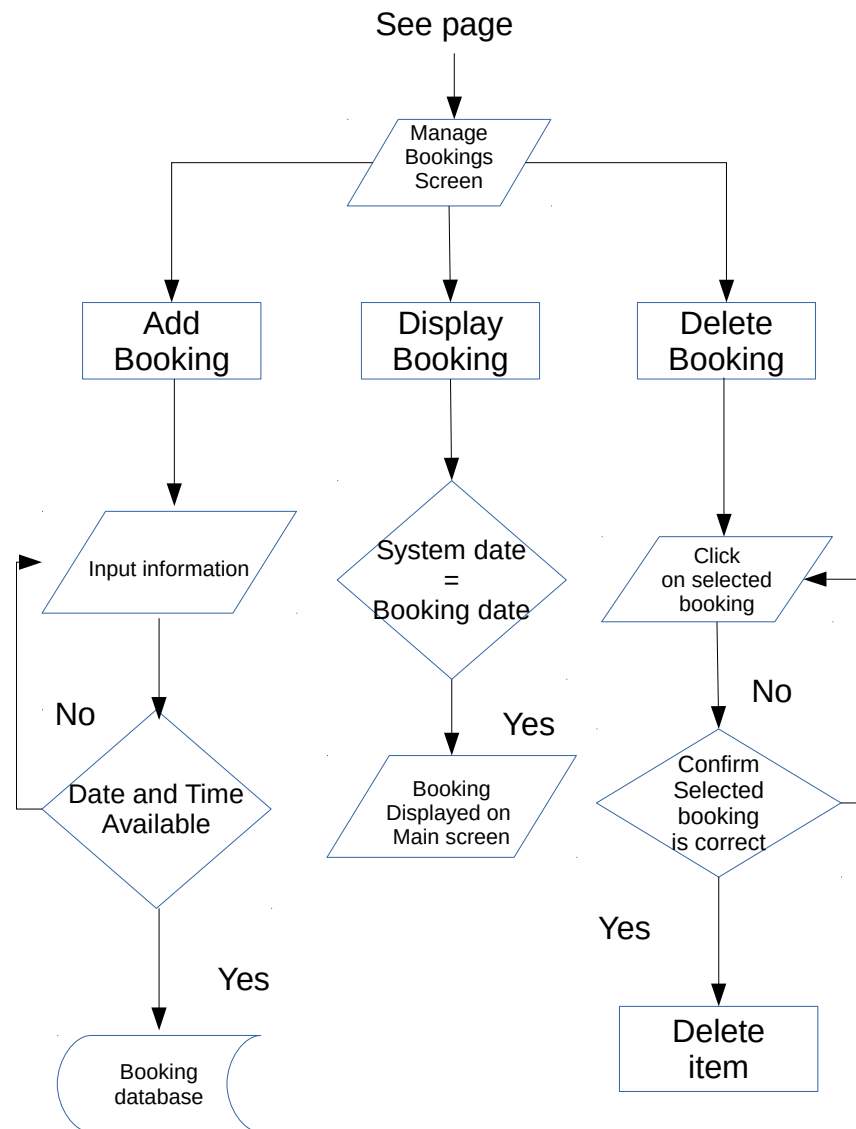 See page
Manage
Bookings
Screen
Add
Booking
Display
Booking
Delete
Booking
Input information
System date
=
Booking date
Click
on selected
booking
No
No
Yes
Date and Time
Available
Booking
Displayed on
Main screen
Confirm
Selected
booking
is correct
Yes
Yes
Booking
database
Delete
item